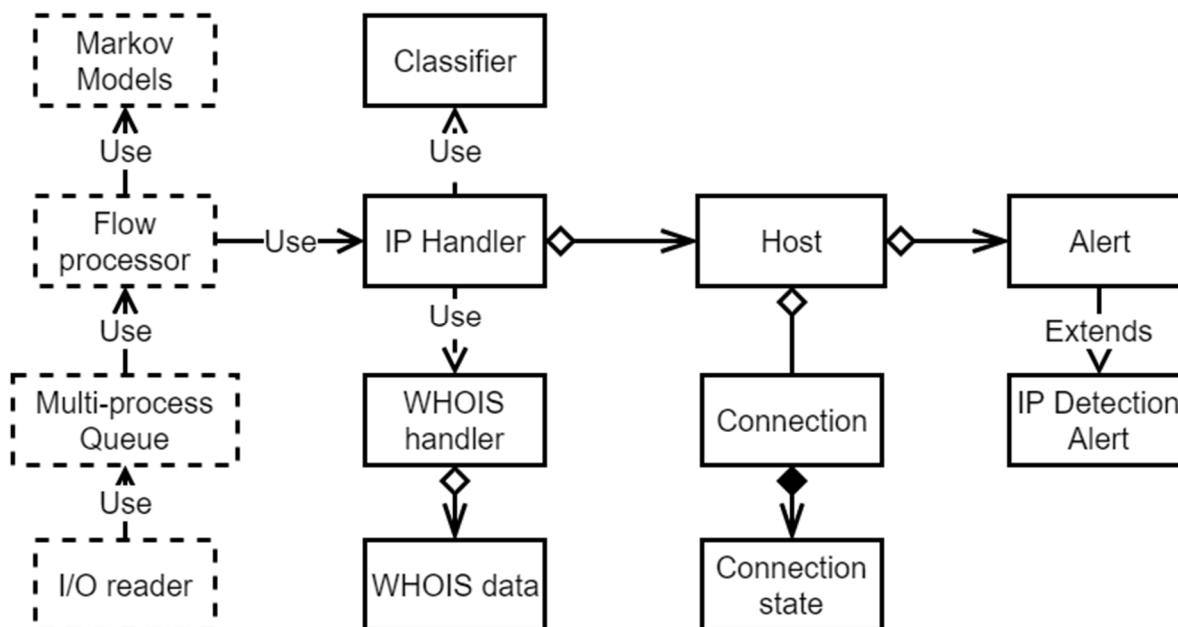 Markov
Models
Classifier
Use
Use
Flow
processor
Use
IP Handler
Host
Alert
Use
Use
Extends
Multi-process
Queue
WHOIS
handler
Connection
IP Detection
Alert
Use
I/O reader
WHOIS data
Connection
state